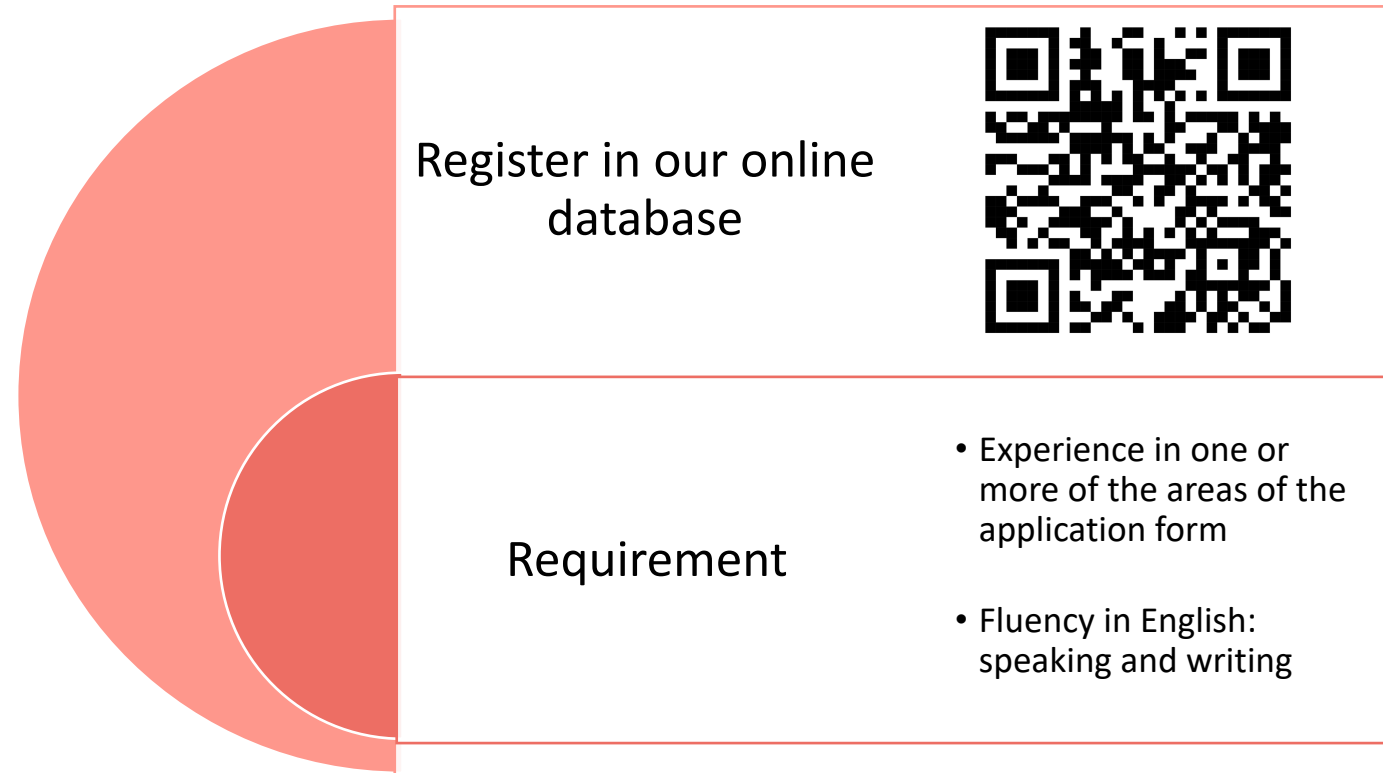 Register in our online
database
Requirement
• Experience in one or
more of the areas of the
application form
• Fluency in English:
speaking and writing